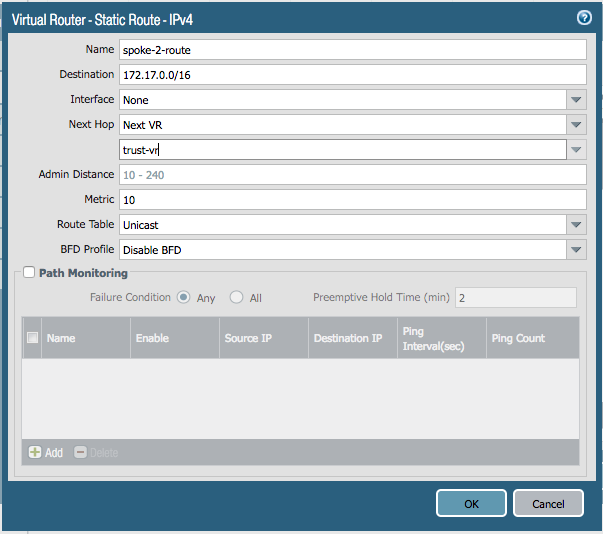 Virtual Router - Static Route - IPv4
Name spoke-2-route
Destination 172.17.0.0/16
Interface None
Next Hop Next VR
trust-vr
Admin Distance 10 - 240
Metric 10
Route Table Unicast
BFD Profile Disable BFD
Path Monitoring
Failure Condition Any All Preemptive Hold Time (min) 2
Name Enable Source IP Destination IP Ping Interval(sec) Ping Count
Add Delete
OK Cancel